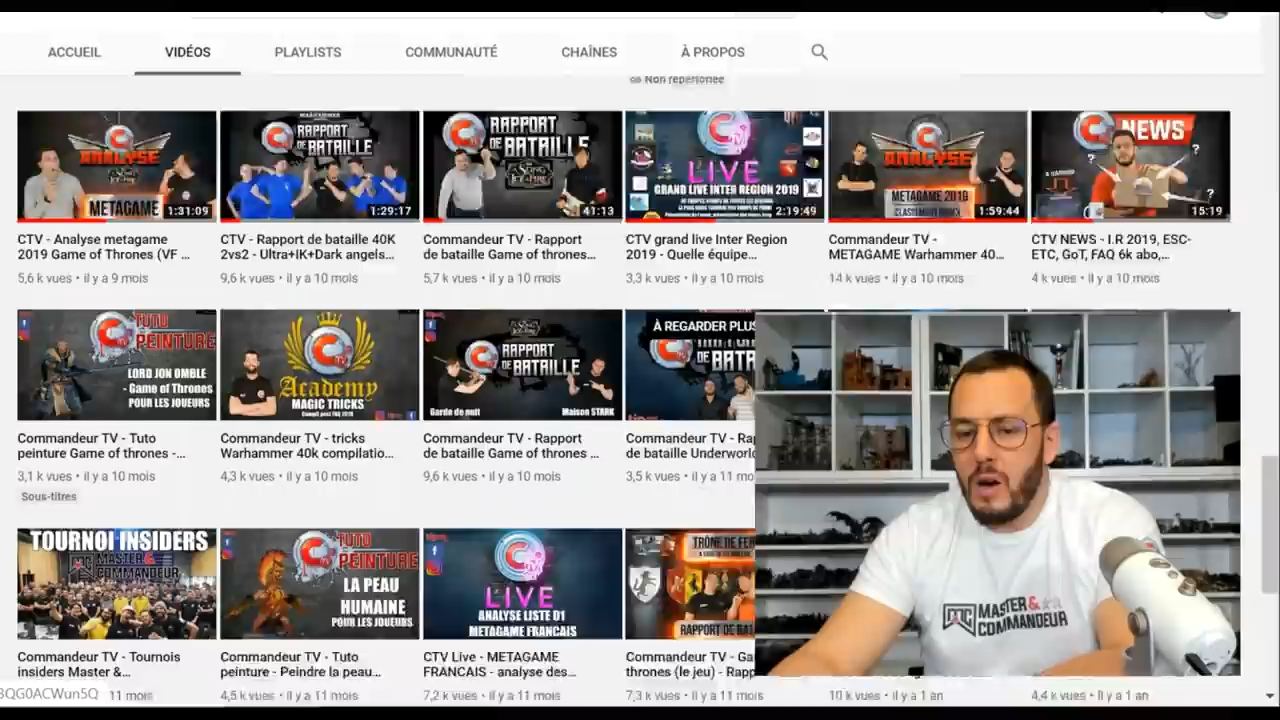 ACCUEIL
VIDÉOS
PLAYLISTS
COMMUNAUTÉ
CHAÎNES
À PROPOS
Non répertoriée
ANALYSE
METAGAME
1:31:09
RAPPORT
DE BATAILLE
1:29:17
RAPPORT
DE BATAILLE
41:13
LIVE
GRAND LIVE INTER REGION 2019
2:19:49
ANALYSE
METAGAME 2019
1:59:44
NEWS
15:19
CTV - Analyse metagame
2019 Game of Thrones (VF ...
5,6 k vues • il y a 9 mois
CTV - Rapport de bataille 40K
2vs2 - Ultra+IK+Dark angels...
9,6 k vues • il y a 10 mois
Commandeur TV - Rapport
de bataille Game of thrones...
5,7 k vues • il y a 10 mois
CTV grand live Inter Region
2019 - Quelle équipe...
3,3 k vues • il y a 10 mois
Commandeur TV -
METAGAME Warhammer 40...
14 k vues • il y a 10 mois
CTV NEWS - I.R 2019, ESC-
ETC, GoT, FAQ 6k abo,...
4 k vues • il y a 10 mois
TUTO
PEINTURE
LORD JON OMBLE
- Game of Thrones
POUR LES JOUEURS
Academy
MAGIC TRICKS
RAPPORT
DE BATAILLE
Garde de nuit
Maison STARK
À REGARDER PLUS
DE BATA
Commandeur TV - Tuto
peinture Game of thrones -...
3,1 k vues • il y a 10 mois
Sous-titres
Commandeur TV - tricks
Warhammer 40k compilatio...
4,3 k vues • il y a 10 mois
Commandeur TV - Rapport
de bataille Game of thrones ...
9,6 k vues • il y a 10 mois
Commandeur TV - Rap
de bataille Underworld
3,5 k vues • il y a 11 mo
TOURNOI INSIDERS
MASTER &
COMMANDEUR
TUTO
PEINTURE
LA PEAU
HUMAINE
POUR LES JOUEURS
LIVE
ANALYSE LISTE D1
METAGAME FRANCAIS
TRÔNE DE FE
RAPPORT DE BA
Commandeur TV - Tournois
insiders Master &...
11 mois
Commandeur TV - Tuto
peinture - Peindre la peau...
4,5 k vues • il y a 11 mois
CTV Live - METAGAME
FRANCAIS - analyse des...
7,2 k vues • il y a 11 mois
Commandeur TV - Ga
thrones (le jeu) - Rapp
7,3 k vues • il y a 11 mois
10 k vues • il y a 1 an
4,4 k vues • il y a 1 an
MC MASTER &
COMMANDEUR